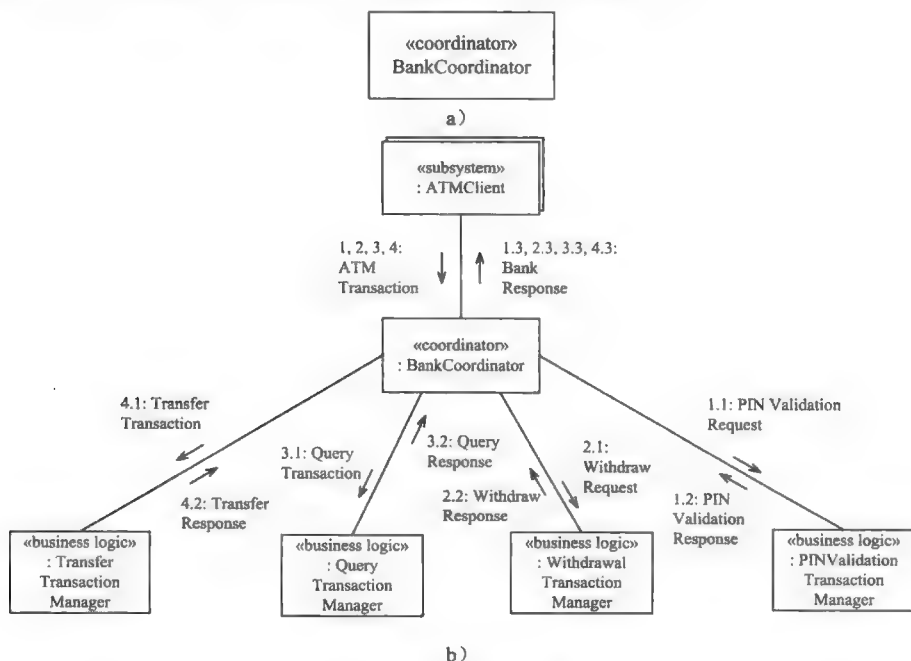 «coordinator»
BankCoordinator
a)
«subsystem»
: ATMClient
1, 2, 3, 4:
ATM
Transaction
1.3, 2.3, 3.3, 4.3:
Bank
Response
«coordinator»
: BankCoordinator
4.1: Transfer
Transaction
4.2: Transfer
Response
3.1: Query
Transaction
3.2: Query
Response
2.2: Withdraw
Response
2.1:
Withdraw
Request
1.1: PIN Validation
Request
1.2: PIN
Validation
Response
«business logic»
: Transfer
Transaction
Manager
«business logic»
: Query
Transaction
Manager
«business logic»
: Withdrawal
Transaction
Manager
«business logic»
: PINValidation
Transaction
Manager
b)